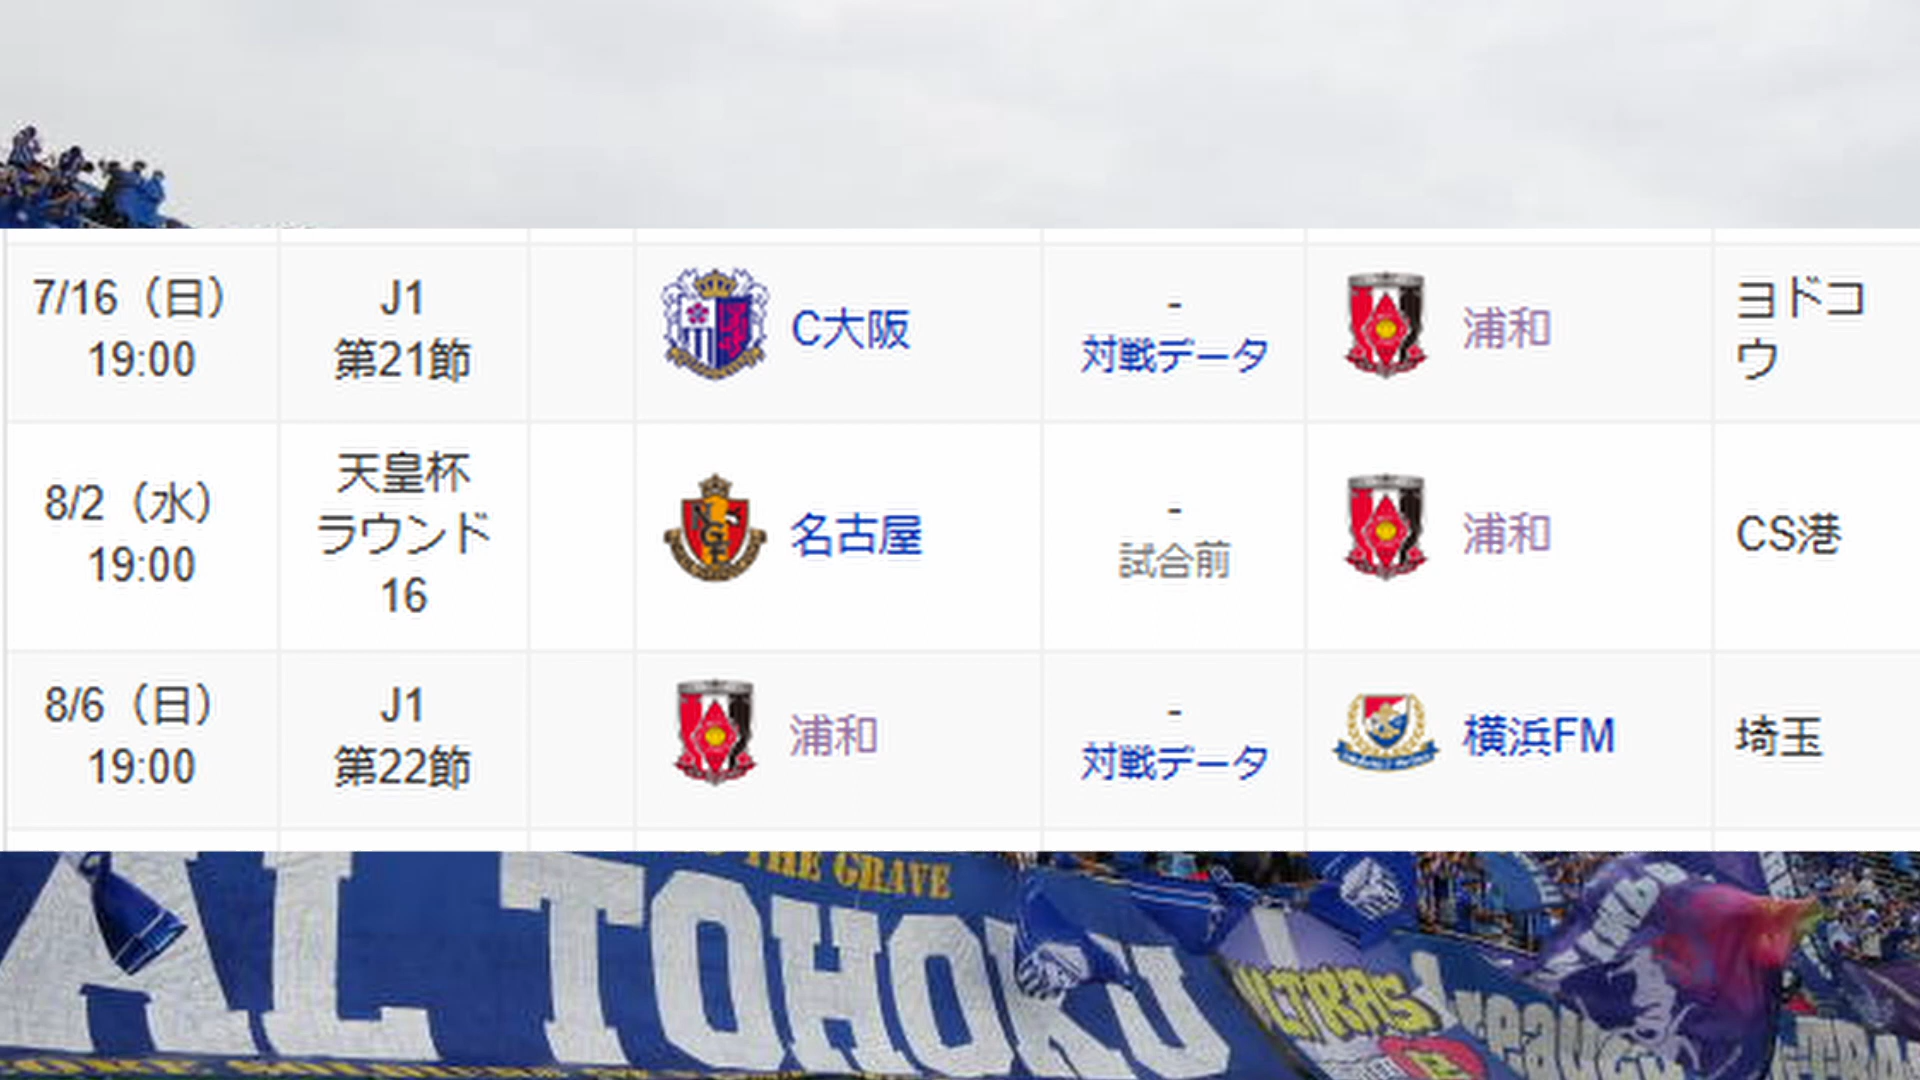 7/16（日）
19:00
J1
第21節
C大阪
-
対戦データ
浦和
ヨドコ
ウ
8/2（水）
19:00
天皇杯
ラウンド
16
NGE
名古屋
-
試合前
浦和
CS港
8/6（日）
19:00
J1
第22節
浦和
-
対戦データ
横浜FM
埼玉
THE GRAVE
AL TOHOKU
ULTRAS